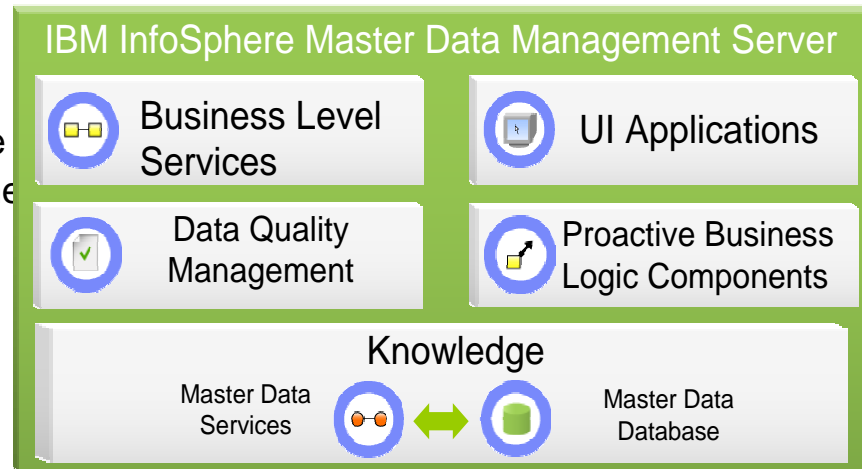 IBM InfoSphere Master Data Management Server
Business Level
Services
UI Applications
Data Quality
Management
Proactive Business
Logic Components
Knowledge
Master Data
Services
Master Data
Database